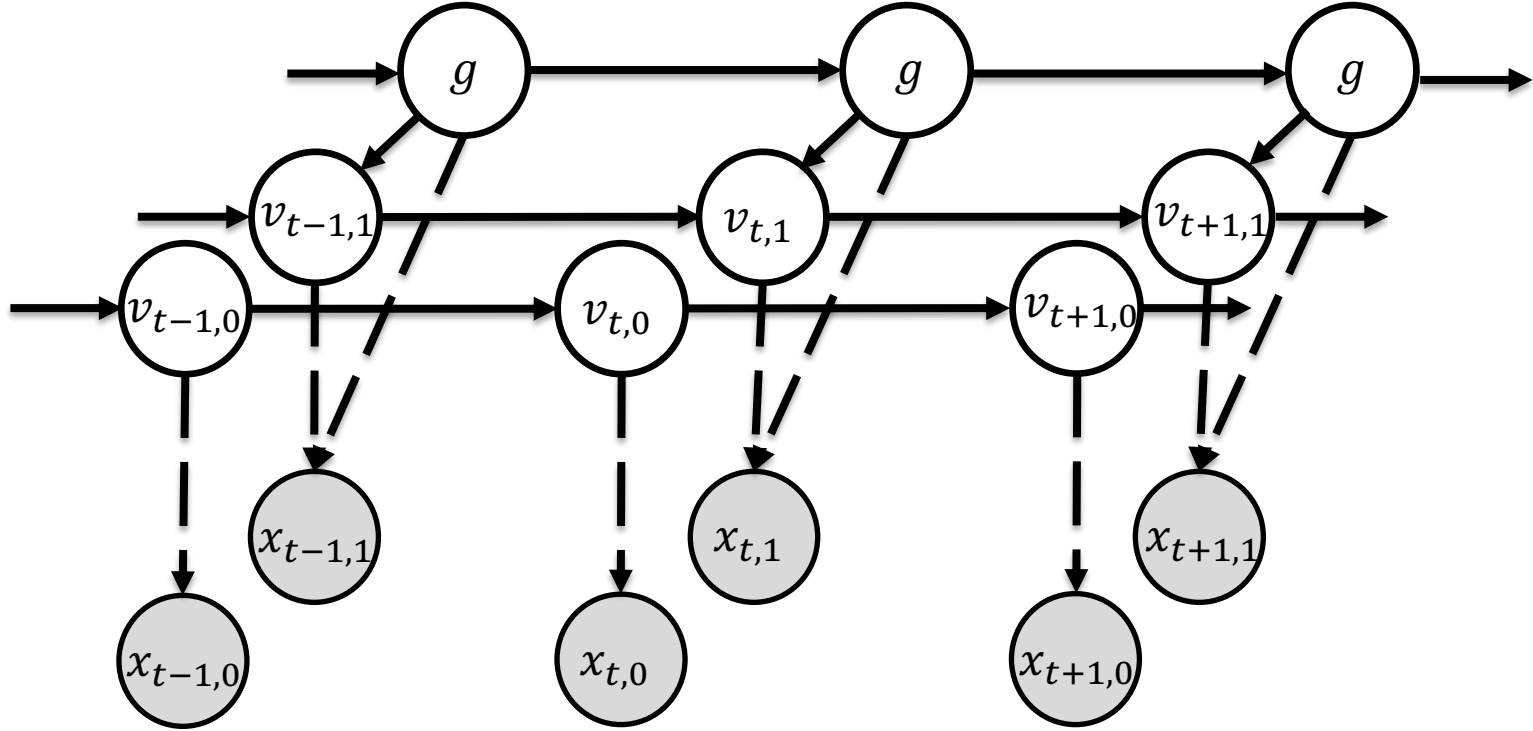 g g g
v_{t−1,1} v_{t,1} v_{t+1,1}
v_{t−1,0} v_{t,0} v_{t+1,0}
x_{t−1,1} x_{t,1} x_{t+1,1}
x_{t−1,0} x_{t,0} x_{t+1,0}